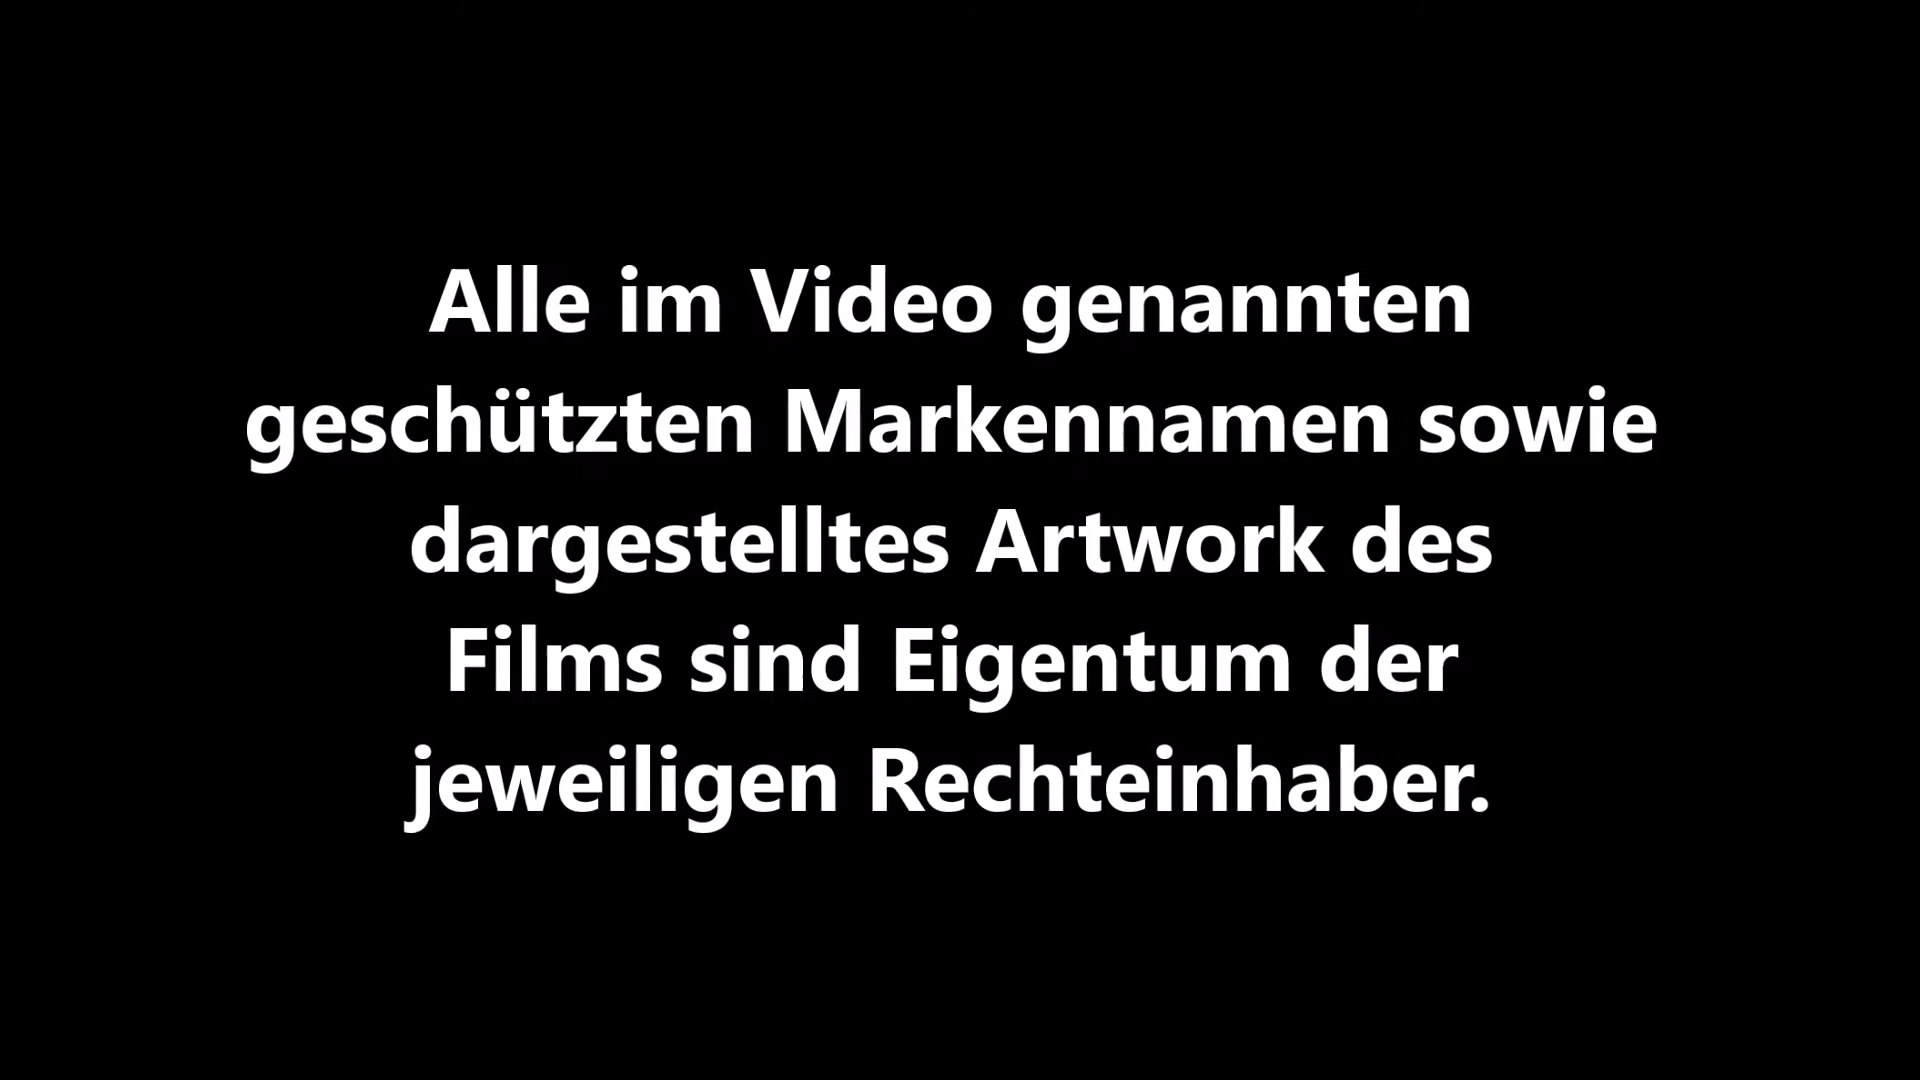 Alle im Video genannten
geschützten Markennamen sowie
dargestelltes Artwork des
Films sind Eigentum der
jeweiligen Rechteinhaber.